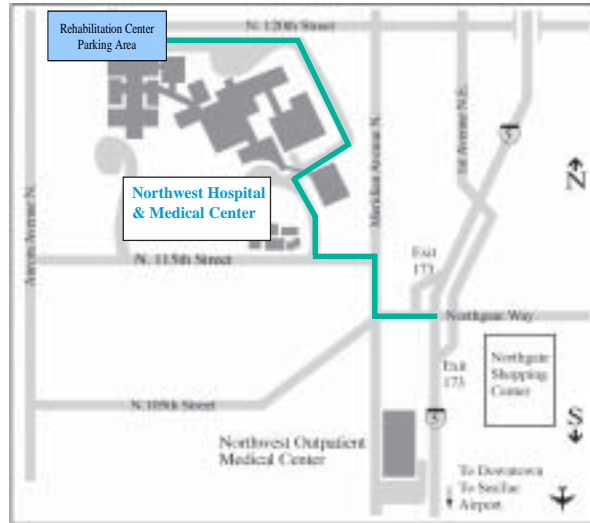 Rehabilitation Center
Parking Area
N. 120th Street
5
1st Avenue N.E.
Meridian Avenue N.
Aurora Avenue N.
N
Northwest Hospital
& Medical Center
N. 115th Street
Exit
173
Northgate Way
Northgate
Shopping
Center
Exit
173
N. 105th Street
5
S
Northwest Outpatient
Medical Center
To Downtown
To SeaTac
Airport